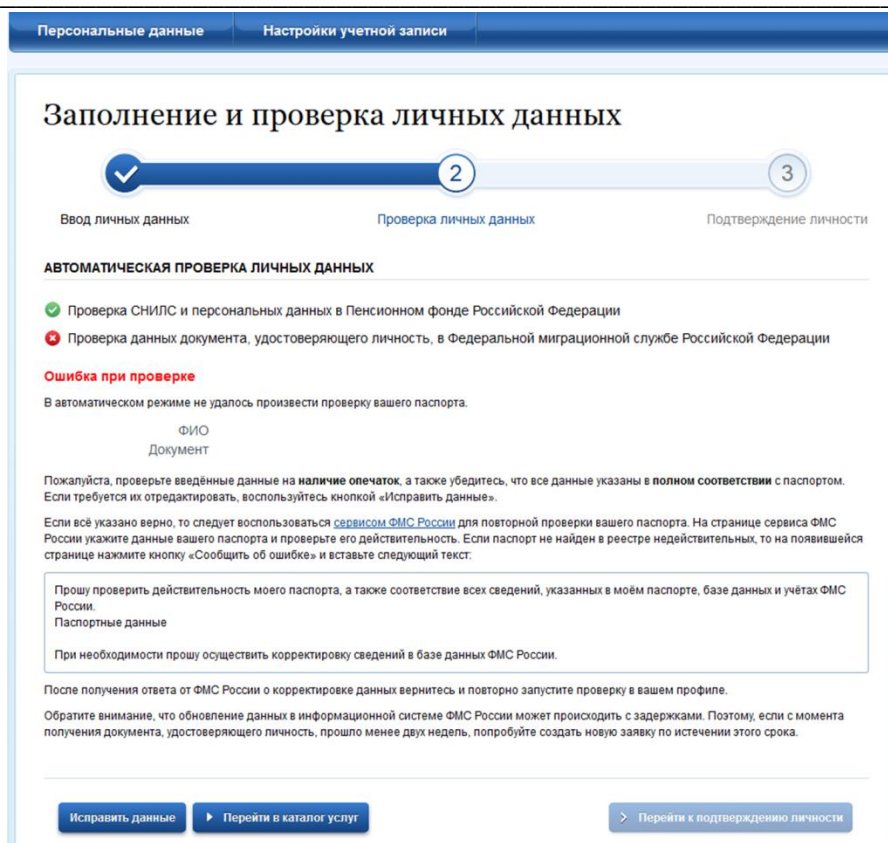 Персональные данные Настройки учетной записи
Заполнение и проверка личных данных
2 3
Ввод личных данных Проверка личных данных Подтверждение личности
АВТОМАТИЧЕСКАЯ ПРОВЕРКА ЛИЧНЫХ ДАННЫХ
Проверка СНИЛС и персональных данных в Пенсионном фонде Российской Федерации
Проверка данных документа, удостоверяющего личность, в Федеральной миграционной службе Российской Федерации
Ошибка при проверке
В автоматическом режиме не удалось произвести проверку вашего паспорта.
ФИО
Документ
Пожалуйста, проверьте введённые данные на наличие опечаток, а также убедитесь, что все данные указаны в полном соответствии с паспортом.
Если требуется их отредактировать, воспользуйтесь кнопкой «Исправить данные».
Если всё указано верно, то следует воспользоваться сервисом ФМС России для повторной проверки вашего паспорта. На странице сервиса ФМС
России укажите данные вашего паспорта и проверьте его действительность. Если паспорт не найден в реестре недействительных, то на появившейся
странице нажмите кнопку «Сообщить об ошибке» и вставьте следующий текст:
Прошу проверить действительность моего паспорта, а также соответствие всех сведений, указанных в моём паспорте, базе данных и учётах ФМС
России.
Паспортные данные
При необходимости прошу осуществить корректировку сведений в базе данных ФМС России.
После получения ответа от ФМС России о корректировке данных вернитесь и повторно запустите проверку в вашем профиле.
Обратите внимание, что обновление данных в информационной системе ФМС России может происходить с задержками. Поэтому, если с момента
получения документа, удостоверяющего личность, прошло менее двух недель, попробуйте создать новую заявку по истечении этого срока.
Исправить данные Перейти в каталог услуг Перейти к подтверждению личности